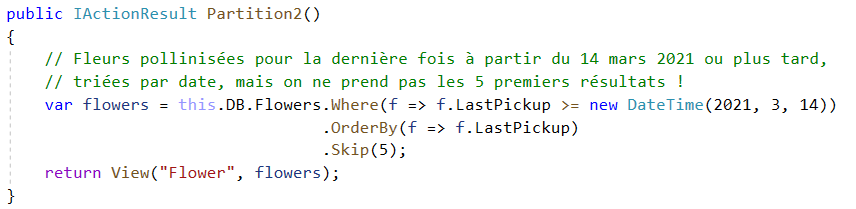 public IActionResult Partition2()
{
// Fleurs pollinisées pour la dernière fois à partir du 14 mars 2021 ou plus tard,
// triées par date, mais on ne prend pas les 5 premiers résultats !
var flowers = this.DB.Flowers.Where(f => f.LastPickup >= new DateTime(2021, 3, 14))
.OrderBy(f => f.LastPickup)
.Skip(5);
return View("Flower", flowers);
}